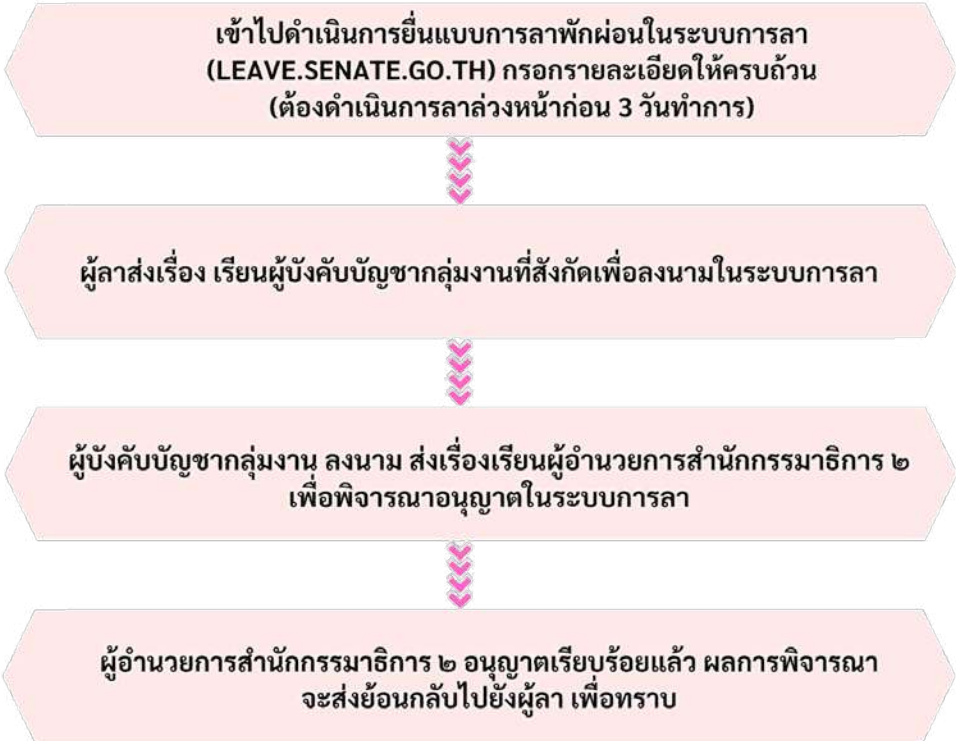 เข้าไปดำเนินการยื่นแบบการลาพักผ่อนในระบบการลา
(LEAVE.SENATE.GO.TH) กรอกรายละเอียดให้ครบถ้วน
(ต้องดำเนินการลาล่วงหน้าก่อน 3 วันทำการ)
ผู้ลาส่งเรื่อง เรียนผู้บังคับบัญชากลุ่มงานที่สังกัดเพื่อลงนามในระบบการลา
ผู้บังคับบัญชากลุ่มงาน ลงนาม ส่งเรื่องเรียนผู้อำนวยการสำนักกรรมาธิการ ๒
เพื่อพิจารณาอนุญาตในระบบการลา
ผู้อำนวยการสำนักกรรมาธิการ ๒ อนุญาตเรียบร้อยแล้ว ผลการพิจารณา
จะส่งย้อนกลับไปยังผู้ลา เพื่อทราบ